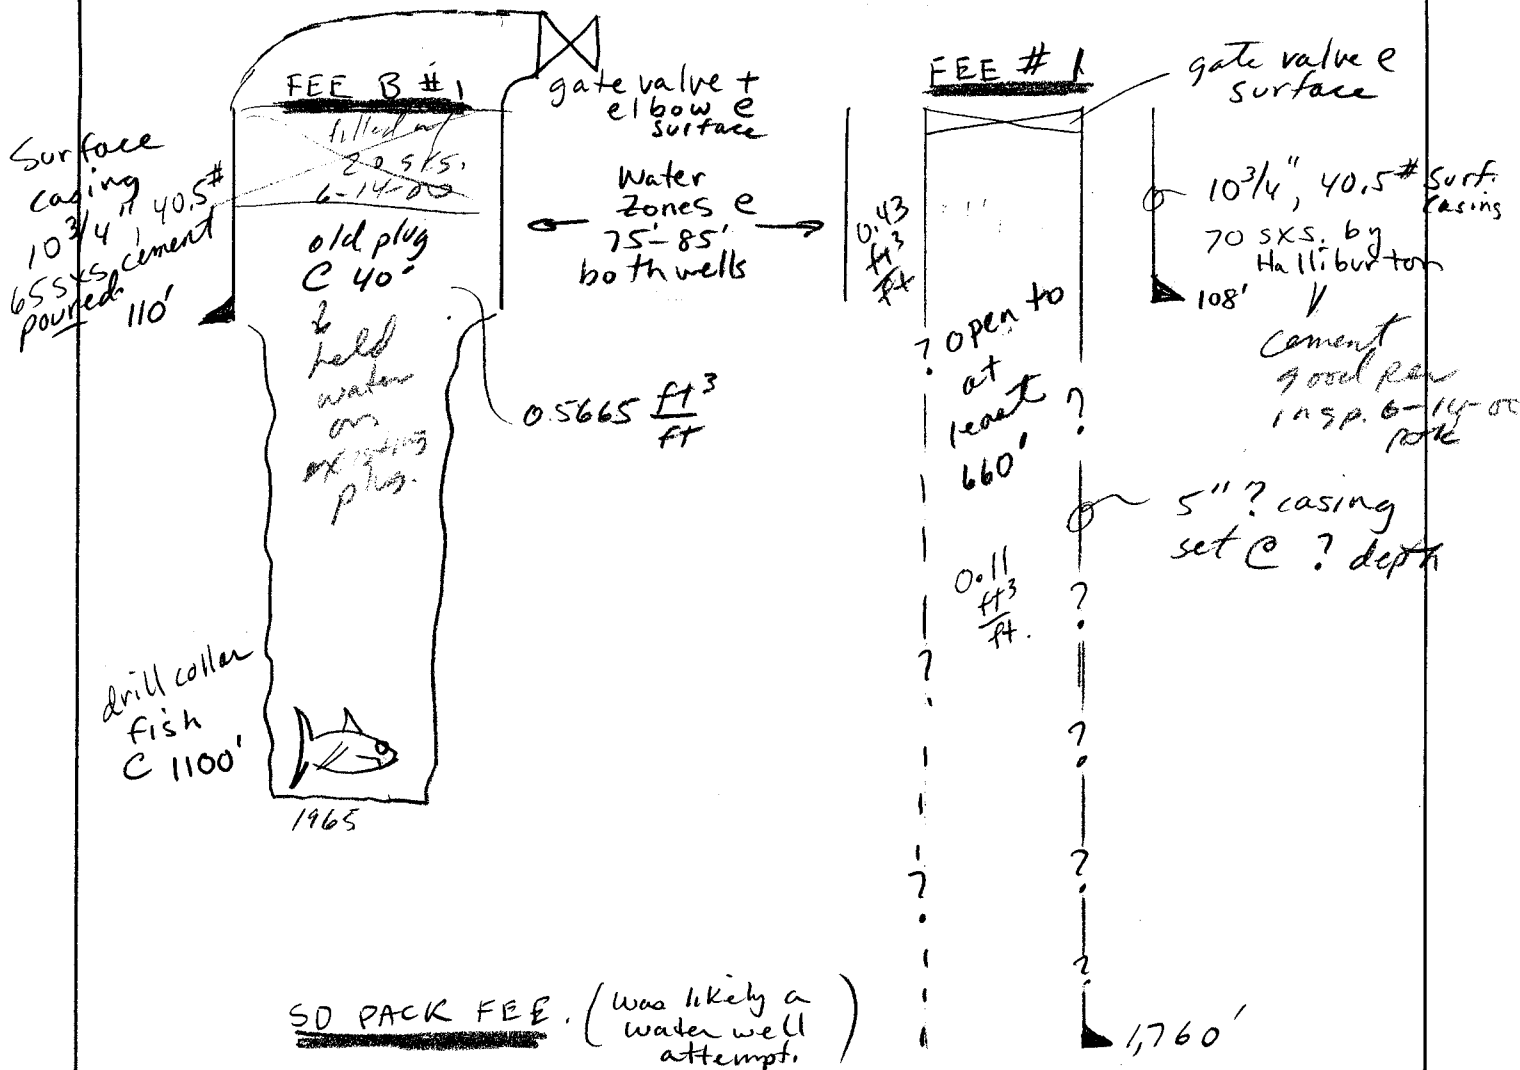 FEE B #1
filled w/
20 sks.
6-14-00
old plug
@ 40'
&
held
water
on
existing
plug.
Surface
casing
10 3/4", 40.5#
65 sxs. cement
poured.
110'
gate valve +
elbow @
surface
Water
zones @
75'-85'
both wells
0.5665 ft³/ft
drill collar
fish
@ 1100'
1965
FEE #1
gate valve @
surface
0.43
ft³
ft
10 3/4", 40.5# surf.
casing
70 sxs. by
Halliburton
108'
cement
good per
insp. 6-14-00
open to
at
least
660'
?
?
5" ? casing
set @ ? depth
0.11
ft³
ft.
?
?
?
?
?
?
1,760'
SO PACK FEE. (was likely a
water well
attempt.)